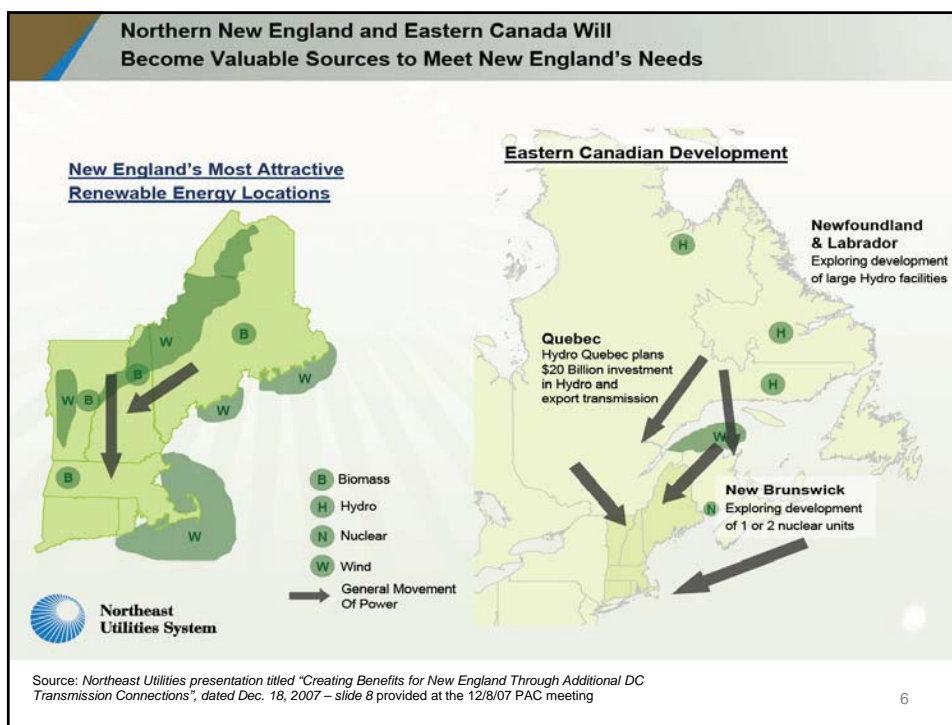 Northern New England and Eastern Canada Will
Become Valuable Sources to Meet New England's Needs
New England's Most Attractive
Renewable Energy Locations
W
B
B
W
B
W
W
B
W
B Biomass
H Hydro
N Nuclear
W Wind
General Movement
Of Power
Northeast
Utilities System
Eastern Canadian Development
H
Newfoundland
& Labrador
Exploring development
of large Hydro facilities
H
Quebec
Hydro Quebec plans
$20 Billion investment
in Hydro and
export transmission
H
W
New Brunswick
N Exploring development
of 1 or 2 nuclear units
Source: Northeast Utilities presentation titled “Creating Benefits for New England Through Additional DC
Transmission Connections”, dated Dec. 18, 2007 – slide 8 provided at the 12/8/07 PAC meeting
6